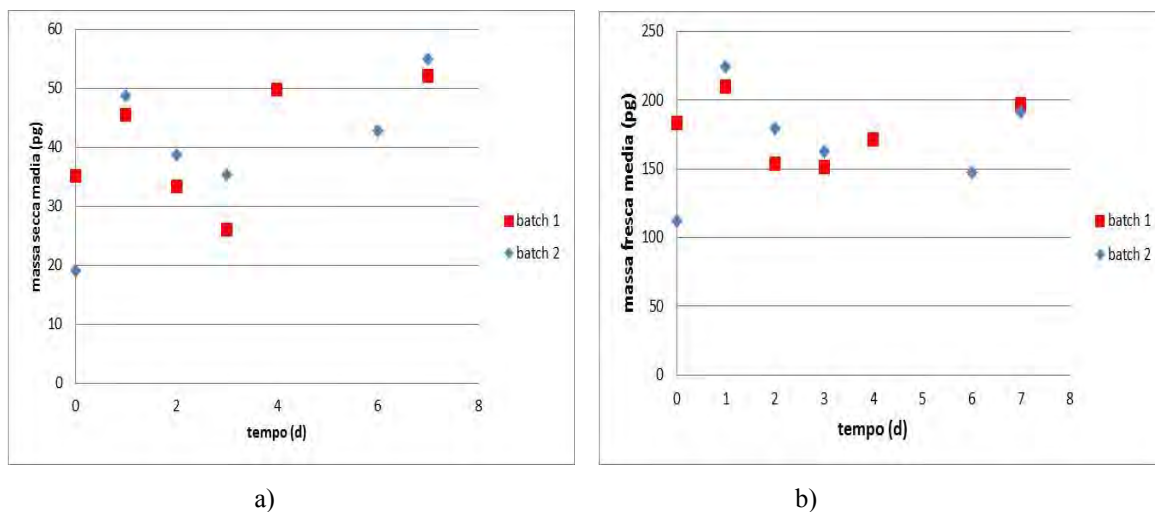 a)
massa secca madia (pg)
60
50
40
30
20
10
0
0 2 4 6 8
tempo (d)
batch 1
batch 2
b)
massa fresca media (pg)
250
200
150
100
50
0
0 1 2 3 4 5 6 7 8
tempo (d)
batch 1
batch 2
a) b)